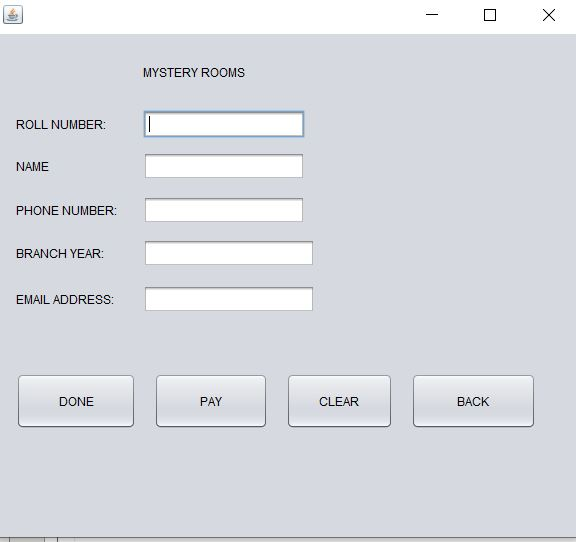 MYSTERY ROOMS
ROLL NUMBER:
NAME
PHONE NUMBER:
BRANCH YEAR:
EMAIL ADDRESS:
DONE PAY CLEAR BACK